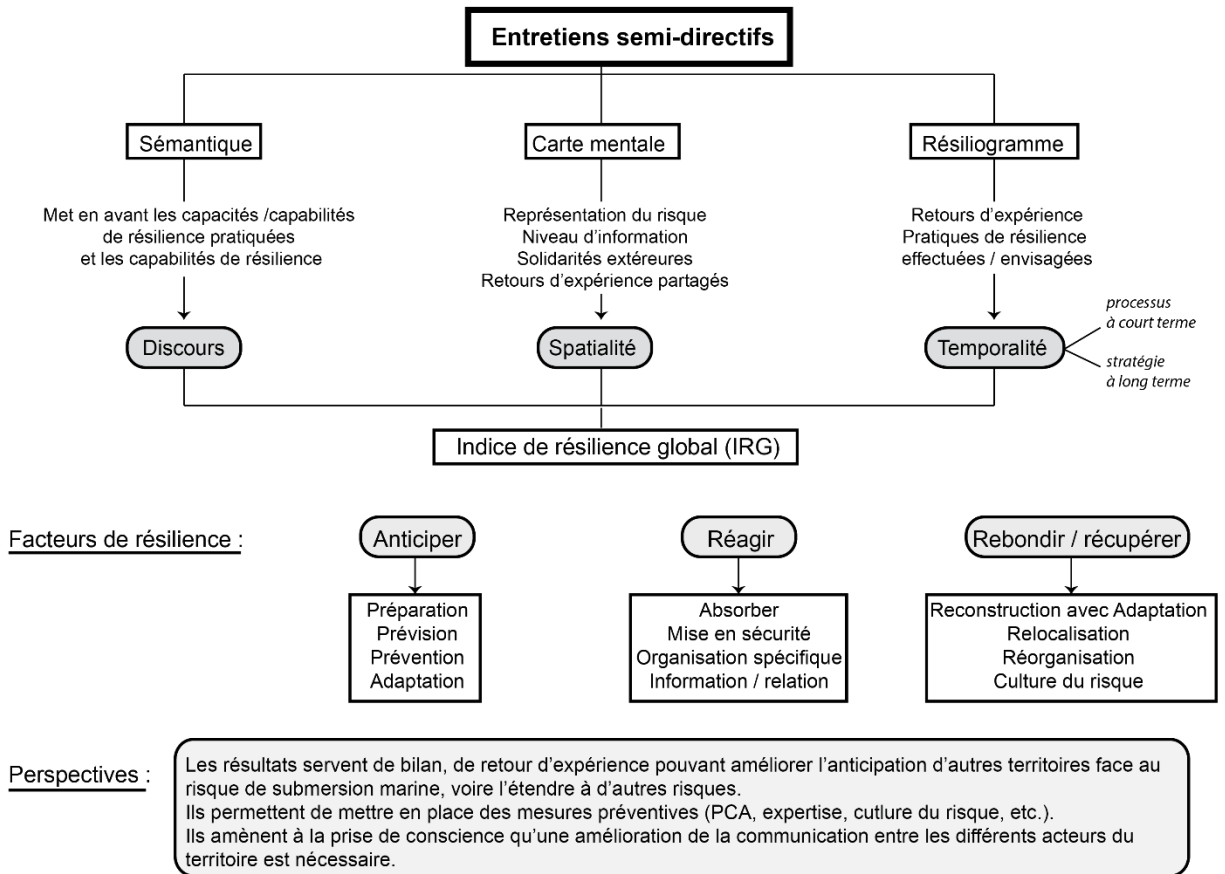 Entretiens semi-directifs
Sémantique
Carte mentale
Résiliogramme
Met en avant les capacités /capabilités
de résilience pratiquées
et les capabilités de résilience
Représentation du risque
Niveau d'information
Solidarités extérieures
Retours d'expérience partagés
Retours d'expérience
Pratiques de résilience
effectuées / envisagées
Discours
Spatialité
Temporalité
processus
à court terme
stratégie
à long terme
Indice de résilience global (IRG)
Facteurs de résilience :
Anticiper
Réagir
Rebondir / récupérer
Préparation
Prévision
Prévention
Adaptation
Absorber
Mise en sécurité
Organisation spécifique
Information / relation
Reconstruction avec Adaptation
Relocalisation
Réorganisation
Culture du risque
Perspectives :
Les résultats servent de bilan, de retour d'expérience pouvant améliorer l'anticipation d'autres territoires face au
risque de submersion marine, voire l'étendre à d'autres risques.
Ils permettent de mettre en place des mesures préventives (PCA, expertise, cutlure du risque, etc.).
Ils amènent à la prise de conscience qu'une amélioration de la communication entre les différents acteurs du
territoire est nécessaire.